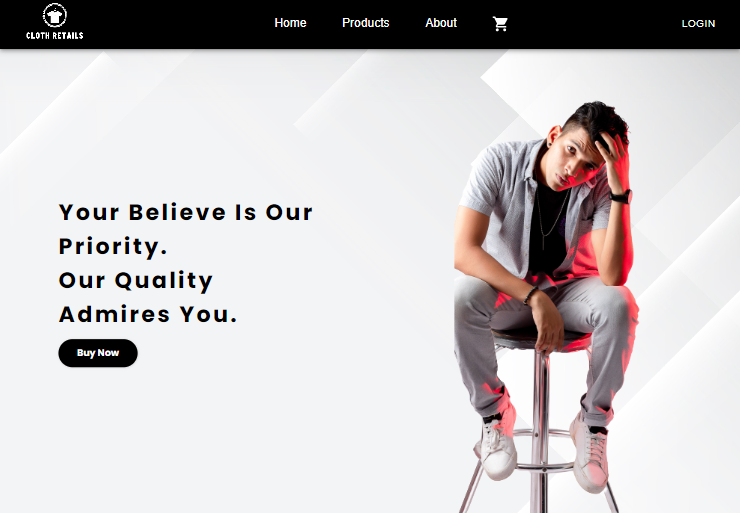 Home Products About LOGIN
CLOTH RETAILS
Your Believe Is Our
Priority.
Our Quality
Admires You.
Buy Now